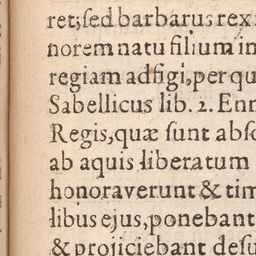 ret; sed barbarus rex
norem natu filium in
regiam adfigi, per qu
Sabellicus lib. 2. Enn
Regis, quæ sunt abso
ab aquis liberatum
honoraverunt & tim
libus ejus, ponebant
& projiciebant desu